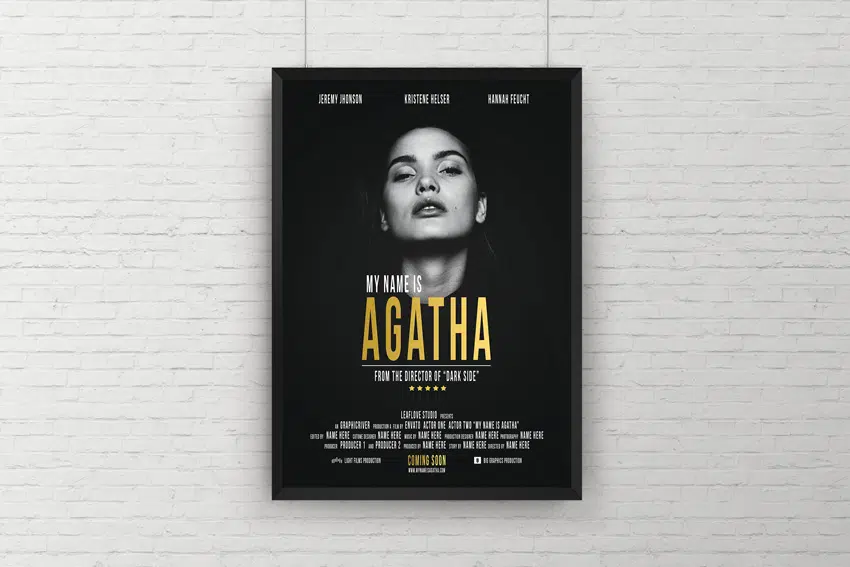 JEREMY JHONSON KRISTENE HELSER HANNAH FEUCHT
MY NAME IS
AGATHA
FROM THE DIRECTOR OF "DARK SIDE"
LEAFLOVE STUDIO PRESENTS
AN GRAPHICRIVER PRODUCTION A FILM BY ENVATO ACTOR ONE ACTOR TWO "MY NAME IS AGATHA"
EDITED BY NAME HERE COSTUME DESIGNER NAME HERE MUSIC BY NAME HERE PRODUCTION DESIGNER NAME HERE PHOTOGRAPHY NAME HERE
PRODUCER PRODUCER 1 AND PRODUCER 2 PRODUCED BY NAME HERE STORY BY NAME HERE DIRECTED BY NAME HERE
LIGHT FILMS PRODUCTION COMING SOON BIG GRAPHICS PRODUCTION
WWW.MYNAMEISAGATHA.COM